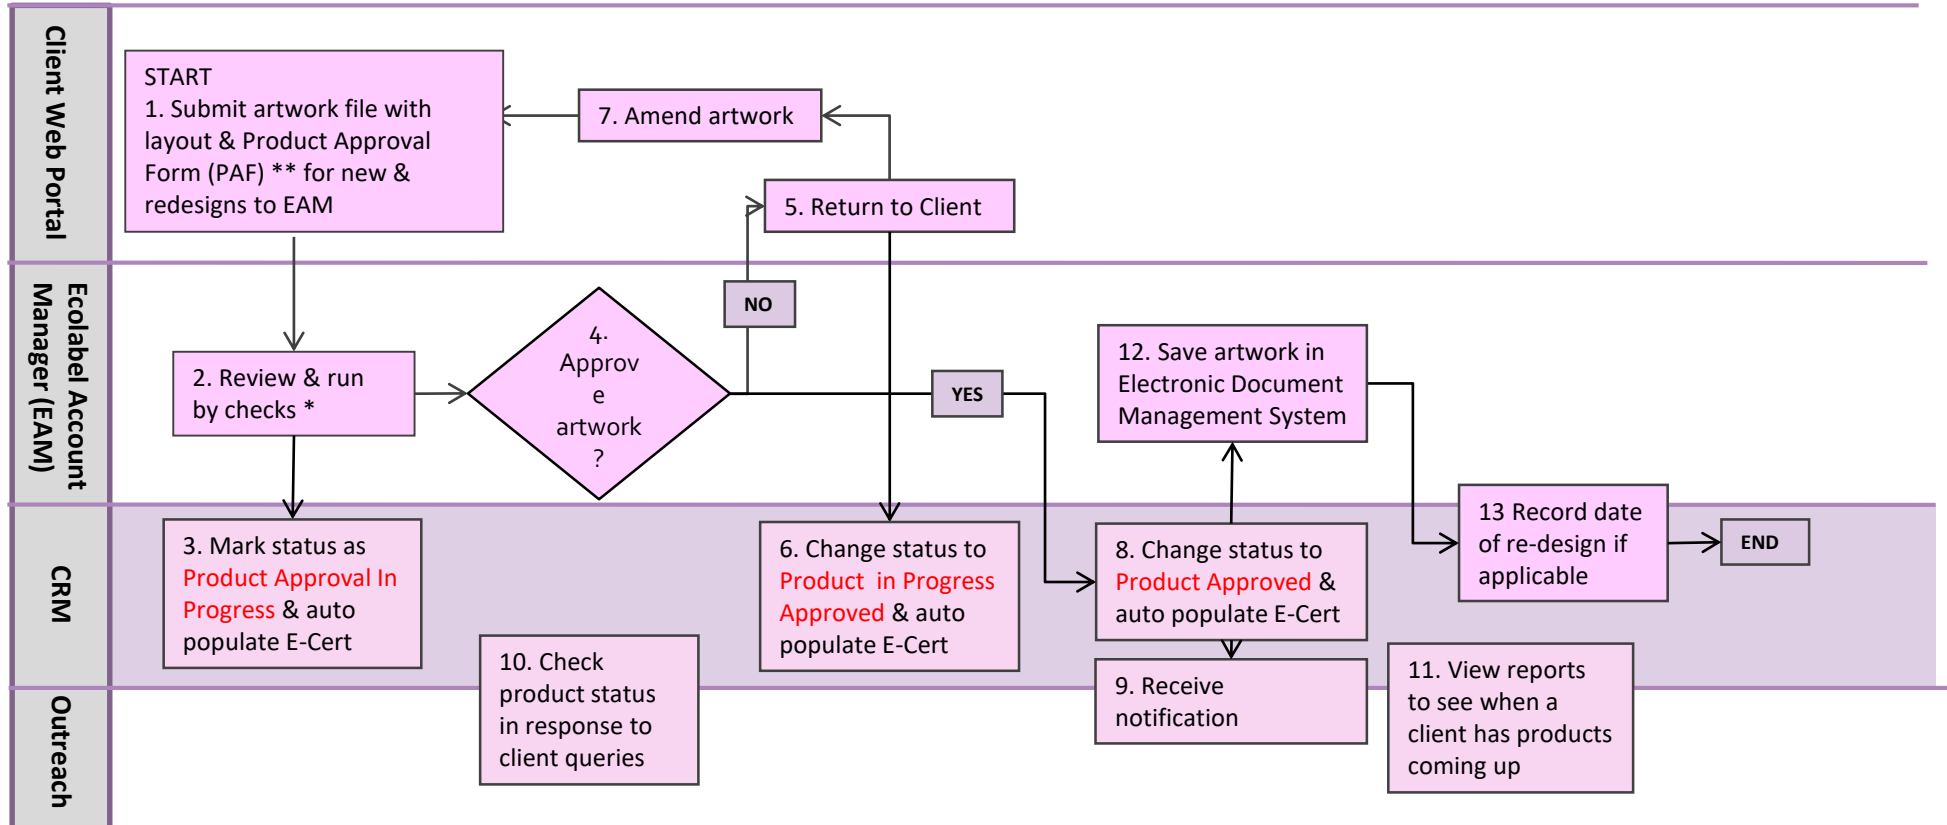 Client Web Portal
START
1. Submit artwork file with
layout & Product Approval
Form (PAF) ** for new &
redesigns to EAM
7. Amend artwork
5. Return to Client
Ecolabel Account
Manager (EAM)
2. Review & run
by checks *
4.
Approv
e
artwork
?
NO
YES
12. Save artwork in
Electronic Document
Management System
CRM
3. Mark status as
Product Approval In
Progress & auto
populate E-Cert
6. Change status to
Product  in Progress
Approved & auto
populate E-Cert
8. Change status to
Product Approved &
auto populate E-Cert
13 Record date
of re-design if
applicable
END
Outreach
10. Check
product status
in response to
client queries
9. Receive
notification
11. View reports
to see when a
client has products
coming up